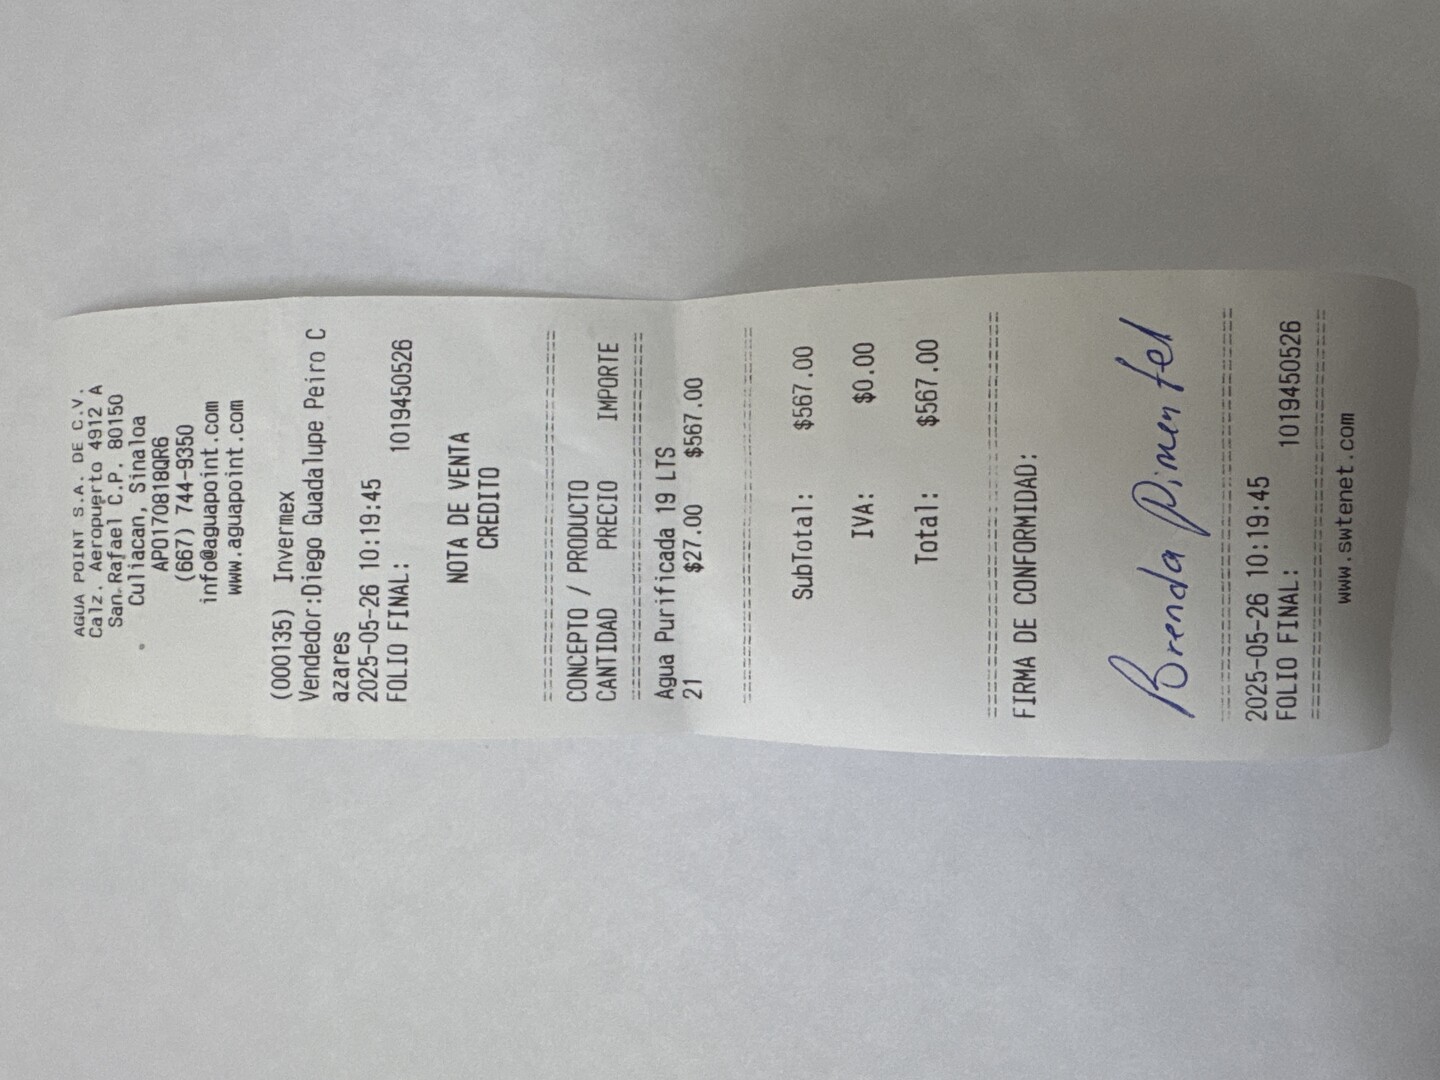 AGUA POINT S.A. DE C.V.
Calz. Aeropuerto 4912 A
San Rafael C.P. 80150
Culiacan, Sinaloa
APO170818QR6
(667) 744-9350
info@aguapoint.com
www.aguapoint.com
(000135) Invermex
Vendedor:Diego Guadalupe Peiro C
azares
2025-05-26 10:19:45
FOLIO FINAL: 1019450526
NOTA DE VENTA
CREDITO
================================
CONCEPTO / PRODUCTO
CANTIDAD PRECIO IMPORTE
================================
Agua Purificada 19 LTS
21 $27.00 $567.00
================================
SubTotal: $567.00
IVA: $0.00
Total: $567.00
================================
FIRMA DE CONFORMIDAD:
Brenda Pimentel
================================
2025-05-26 10:19:45
FOLIO FINAL: 1019450526
================================
www.swtenet.com